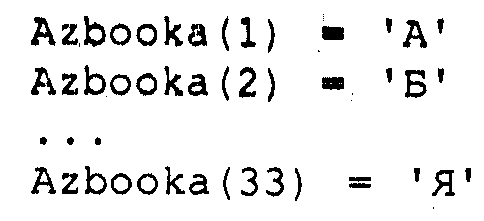 Azbooka(1) = 'А'
Azbooka(2) = 'Б'
...
Azbooka(33) = 'Я'